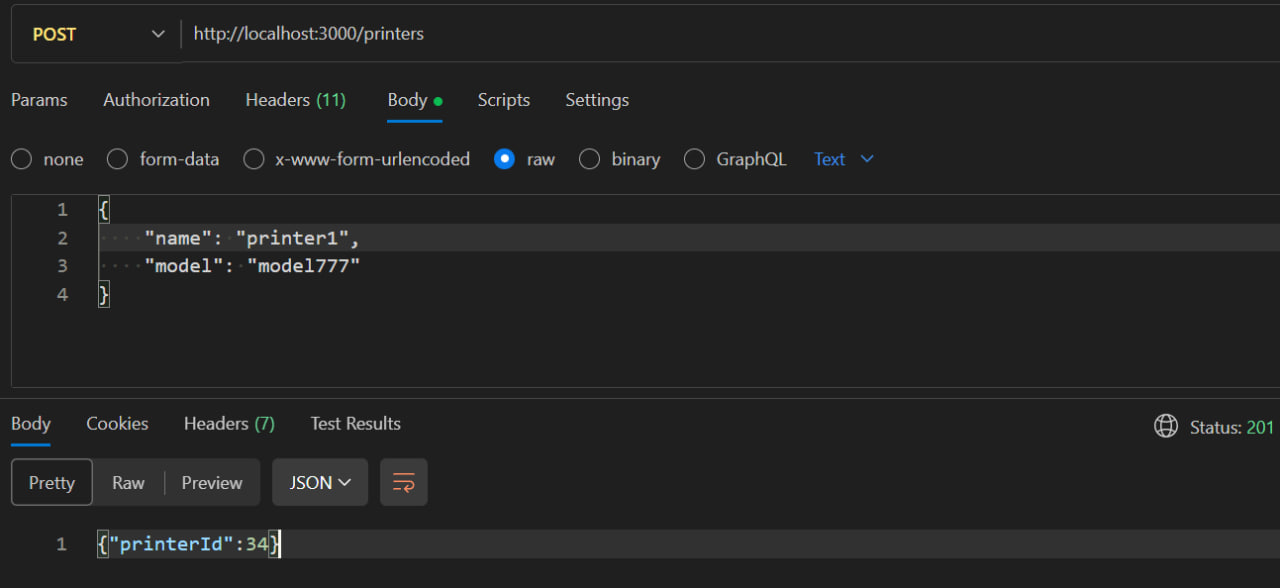 POST http://localhost:3000/printers
Params Authorization Headers (11) Body Scripts Settings
none form-data x-www-form-urlencoded raw binary GraphQL Text
1 {
2 "name": "printer1",
3 "model": "model777"
4 }
Body Cookies Headers (7) Test Results Status: 201
Pretty Raw Preview JSON
1 {"printerId":34}